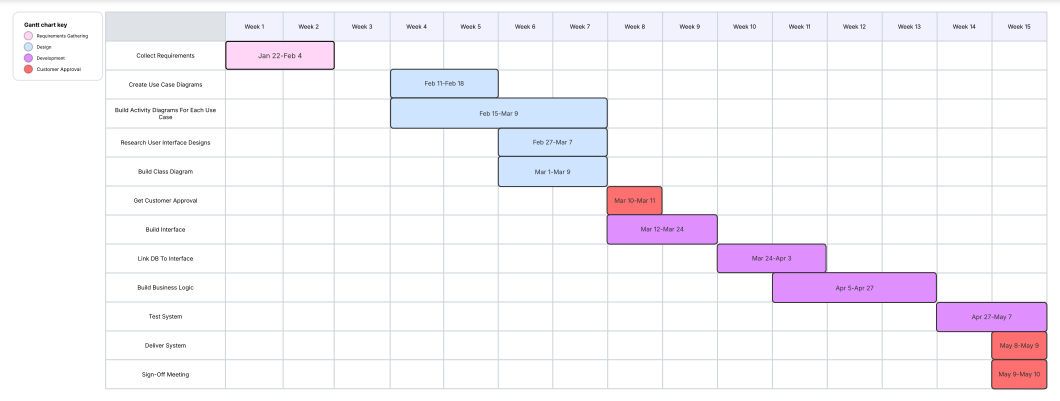 Gantt chart key
Requirements Gathering
Design
Development
Customer Approval
Week 1 Week 2 Week 3 Week 4 Week 5 Week 6 Week 7 Week 8 Week 9 Week 10 Week 11 Week 12 Week 13 Week 14 Week 15
Collect Requirements Jan 22-Feb 4
Create Use Case Diagrams Feb 11-Feb 18
Build Activity Diagrams For Each Use
Case
Feb 15-Mar 9
Research User Interface Designs Feb 27-Mar 7
Build Class Diagram Mar 1-Mar 9
Get Customer Approval Mar 10-Mar 11
Build Interface Mar 12-Mar 24
Link DB To Interface Mar 24-Apr 3
Build Business Logic Apr 5-Apr 27
Test System Apr 27-May 7
Deliver System May 8-May 9
Sign-Off Meeting May 9-May 10